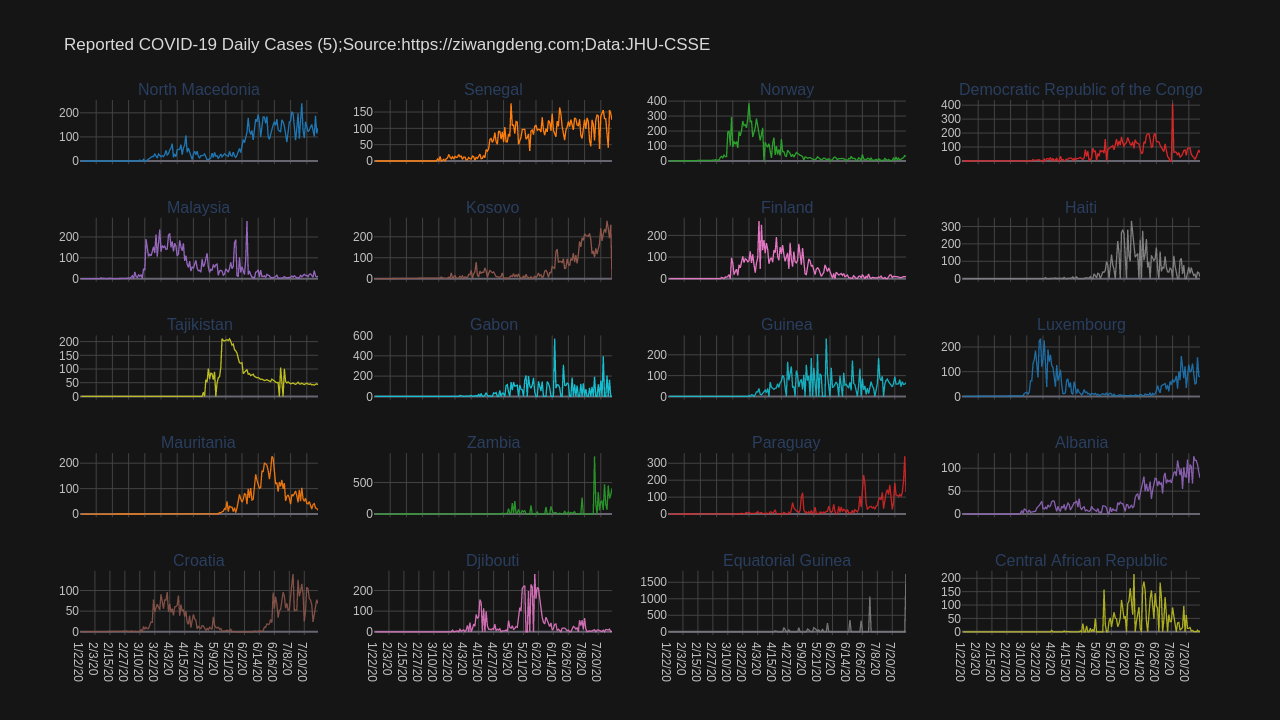 Reported COVID-19 Daily Cases (5);Source:https://ziwangdeng.com;Data:JHU-CSSE
North Macedonia
200
100
0
Senegal
150
100
50
0
Norway
400
300
200
100
0
Democratic Republic of the Congo
400
300
200
100
0
Malaysia
200
100
0
Kosovo
200
100
0
Finland
200
100
0
Haiti
300
200
100
0
Tajikistan
200
150
100
50
0
Gabon
600
400
200
0
Guinea
200
100
0
Luxembourg
200
100
0
Mauritania
200
100
0
Zambia
500
0
Paraguay
300
200
100
0
Albania
100
50
0
Croatia
100
50
0
1/22/20 2/3/20 2/15/20 2/27/20 3/10/20 3/22/20 4/3/20 4/15/20 4/27/20 5/9/20 5/21/20 6/2/20 6/14/20 6/26/20 7/8/20 7/20/20
Djibouti
200
100
0
1/22/20 2/3/20 2/15/20 2/27/20 3/10/20 3/22/20 4/3/20 4/15/20 4/27/20 5/9/20 5/21/20 6/2/20 6/14/20 6/26/20 7/8/20 7/20/20
Equatorial Guinea
1500
1000
500
0
1/22/20 2/3/20 2/15/20 2/27/20 3/10/20 3/22/20 4/3/20 4/15/20 4/27/20 5/9/20 5/21/20 6/2/20 6/14/20 6/26/20 7/8/20 7/20/20
Central African Republic
200
150
100
50
0
1/22/20 2/3/20 2/15/20 2/27/20 3/10/20 3/22/20 4/3/20 4/15/20 4/27/20 5/9/20 5/21/20 6/2/20 6/14/20 6/26/20 7/8/20 7/20/20